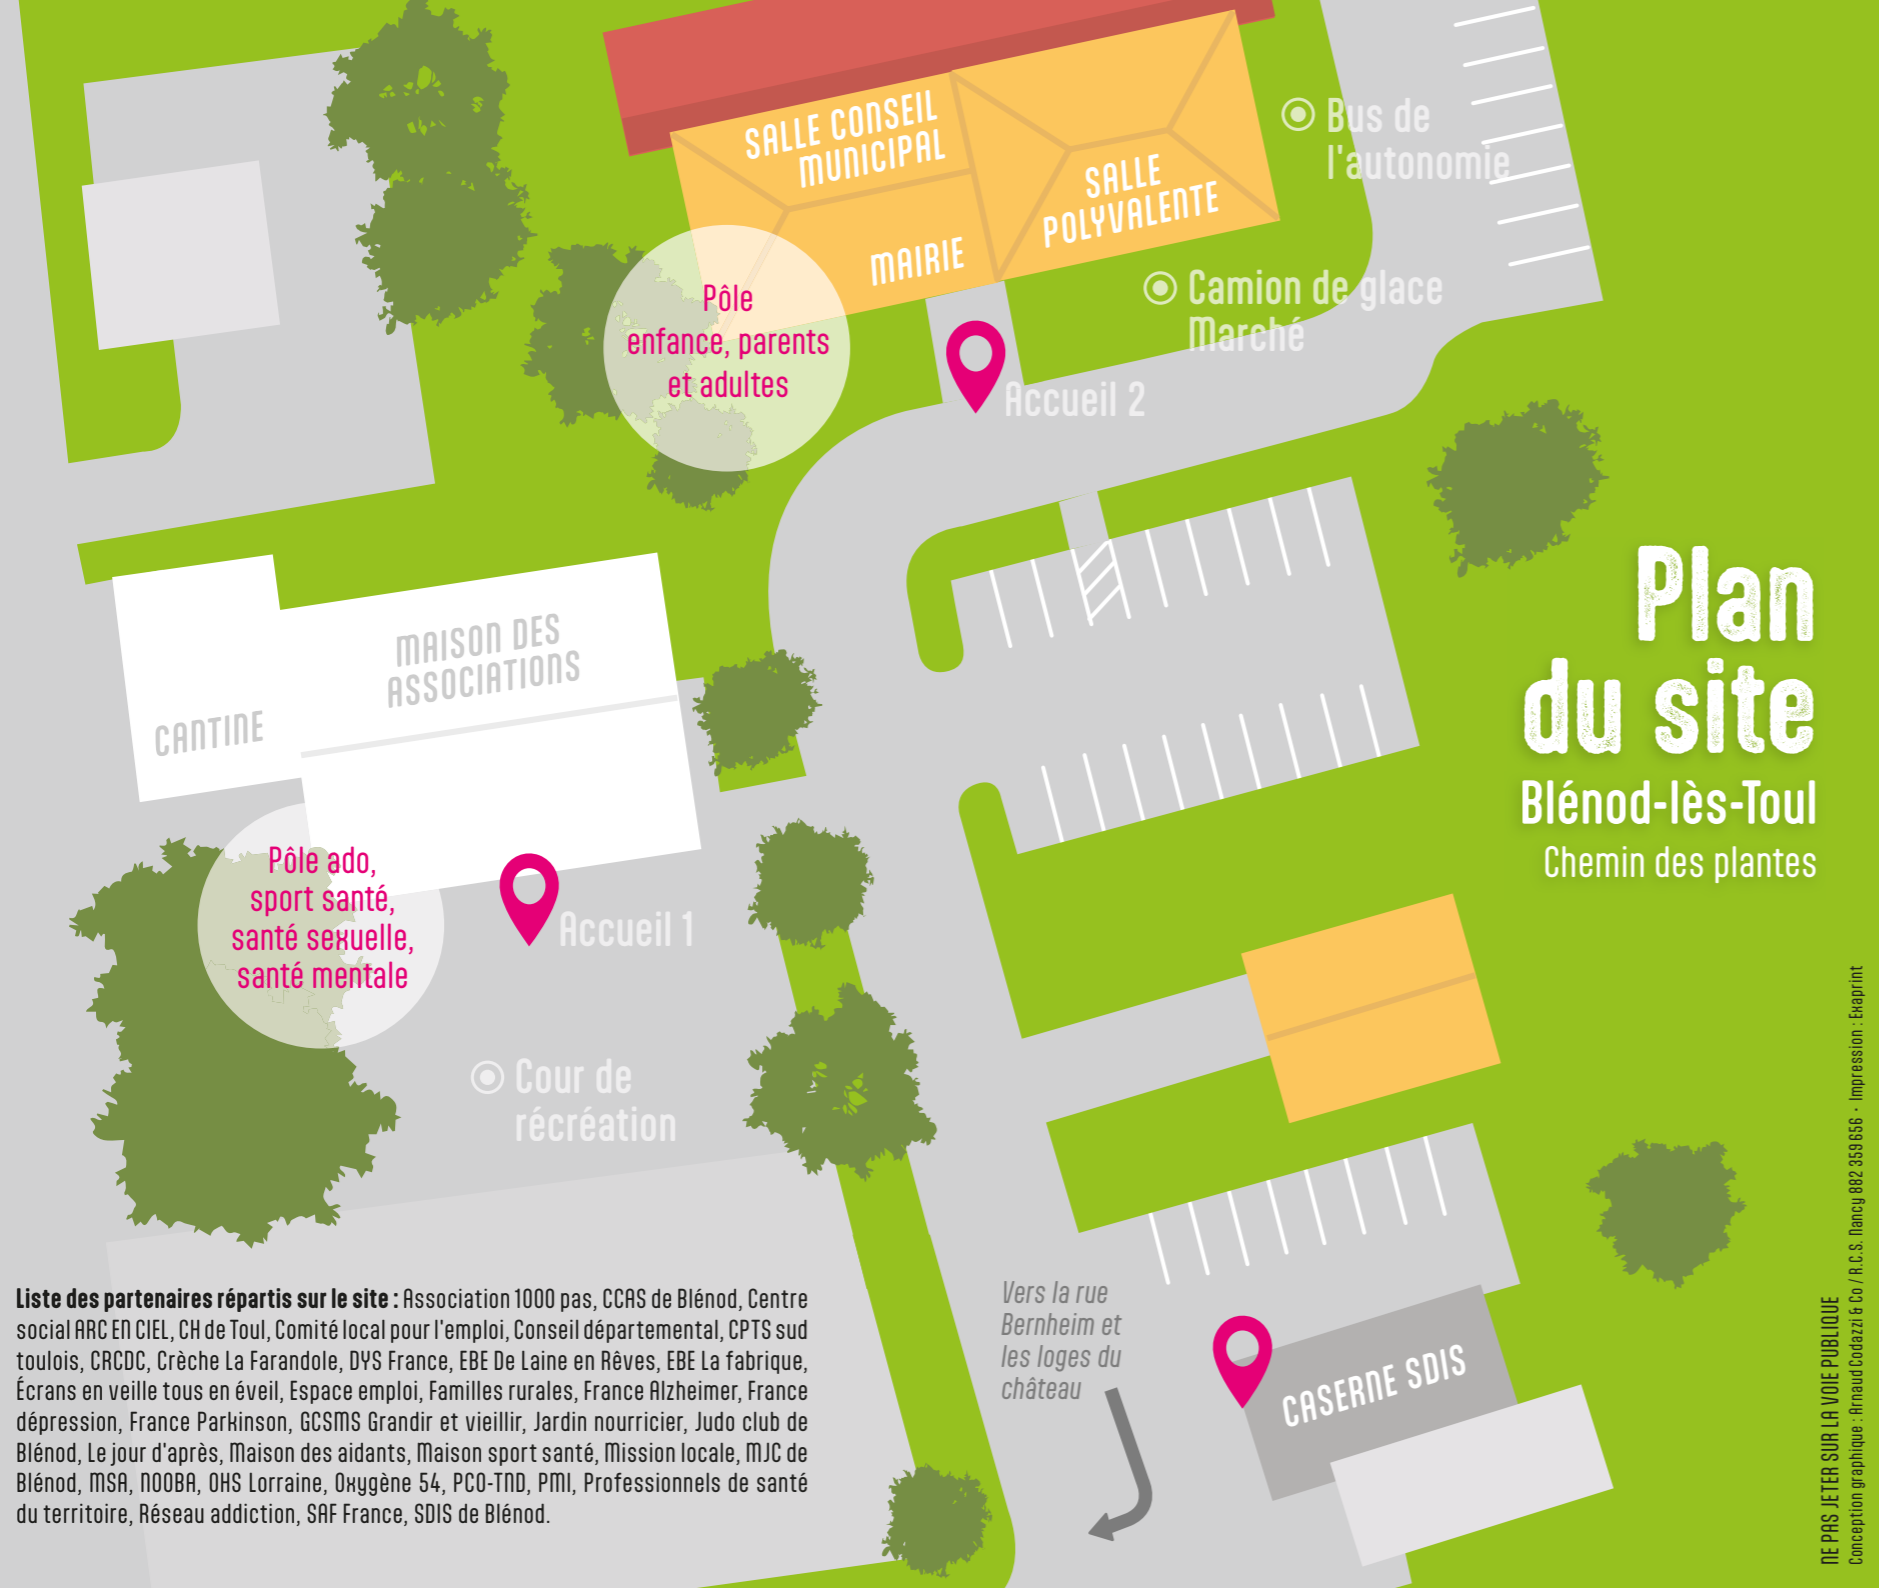 SALLE CONSEIL
MUNICIPAL
SALLE
POLYVALENTE
MAIRIE
Bus de
l'autonomie
Camion de glace
Marché
Pôle
enfance, parents
et adultes
Accueil 2
MAISON DES
ASSOCIATIONS
CANTINE
Plan
du site
Blénod-lès-Toul
Chemin des plantes
Pôle ado,
sport santé,
santé sexuelle,
santé mentale
Accueil 1
Cour de
récréation
Vers la rue
Bernheim et
les loges du
château
CASERNE SDIS
Liste des partenaires répartis sur le site : Association 1000 pas, CCAS de Blénod, Centre
social ARC EN CIEL, CH de Toul, Comité local pour l'emploi, Conseil départemental, CPTS sud
toulois, CRCDC, Crèche La Farandole, DYS France, EBE De Laine en Rêves, EBE La fabrique,
Écrans en veille tous en éveil, Espace emploi, Familles rurales, France Alzheimer, France
dépression, France Parkinson, GCSMS Grandir et vieillir, Jardin nourricier, Judo club de
Blénod, Le jour d'après, Maison des aidants, Maison sport santé, Mission locale, MJC de
Blénod, MSA, NOOBA, OHS Lorraine, Oxygène 54, PCO-TND, PMI, Professionnels de santé
du territoire, Réseau addiction, SAF France, SDIS de Blénod.
NE PAS JETER SUR LA VOIE PUBLIQUE
Conception graphique : Arnaud Codazzi & Co / R.C.S. Nancy 882 359 656 • Impression : Exaprint